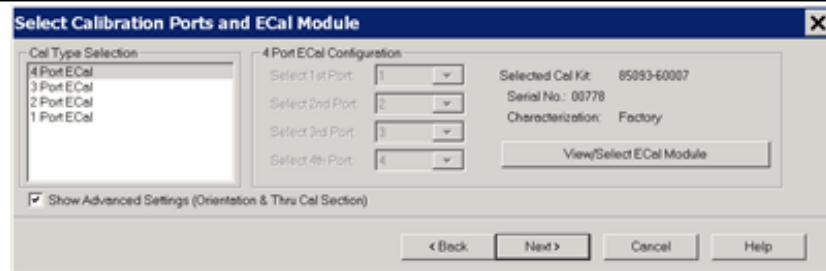 Select Calibration Ports and ECal Module
Cal Type Selection
4 Port ECal
3 Port ECal
2 Port ECal
1 Port ECal
4 Port ECal Configuration
Select 1st Port: 1
Select 2nd Port: 2
Select 3rd Port: 3
Select 4th Port: 4
Selected Cal Kit: 85093-60007
Serial No.: 00778
Characterization: Factory
View/Select ECal Module
Show Advanced Settings (Orientation & Thru Cal Section)
< Back
Next >
Cancel
Help